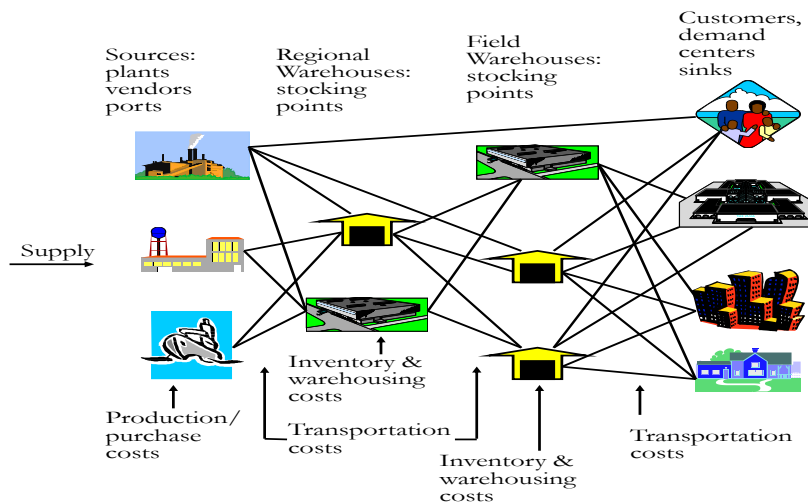 Sources:
plants
vendors
ports
Regional
Warehouses:
stocking
points
Field
Warehouses:
stocking
points
Customers,
demand
centers
sinks
Supply
Inventory &
warehousing
costs
Production/
purchase
costs
Transportation
costs
Inventory &
warehousing
costs
Transportation
costs